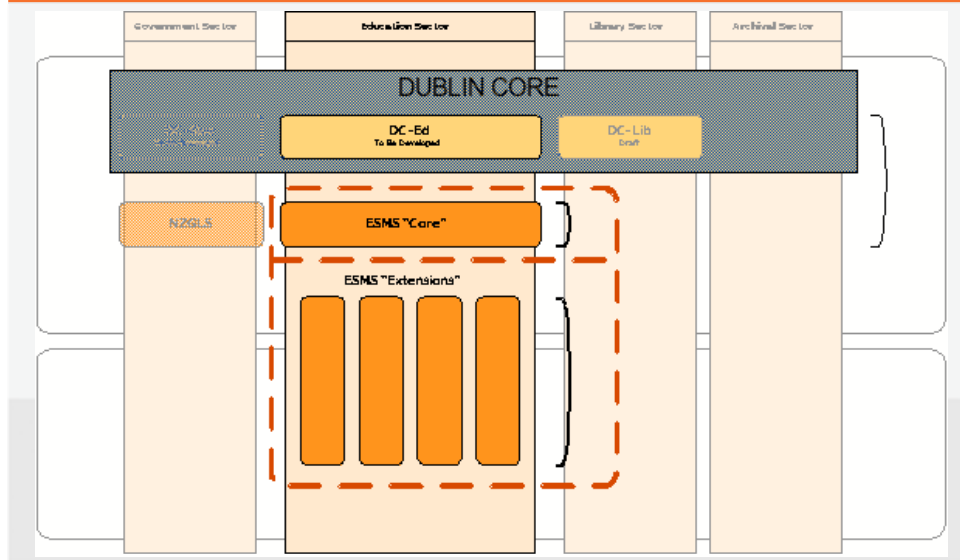 Government Sector
Education Sector
Library Sector
Archival Sector
DUBLIN CORE
DC-Ed
To Be Developed
DC-Lib
Draft
NZGLS
ESMS "Core"
ESMS "Extensions"